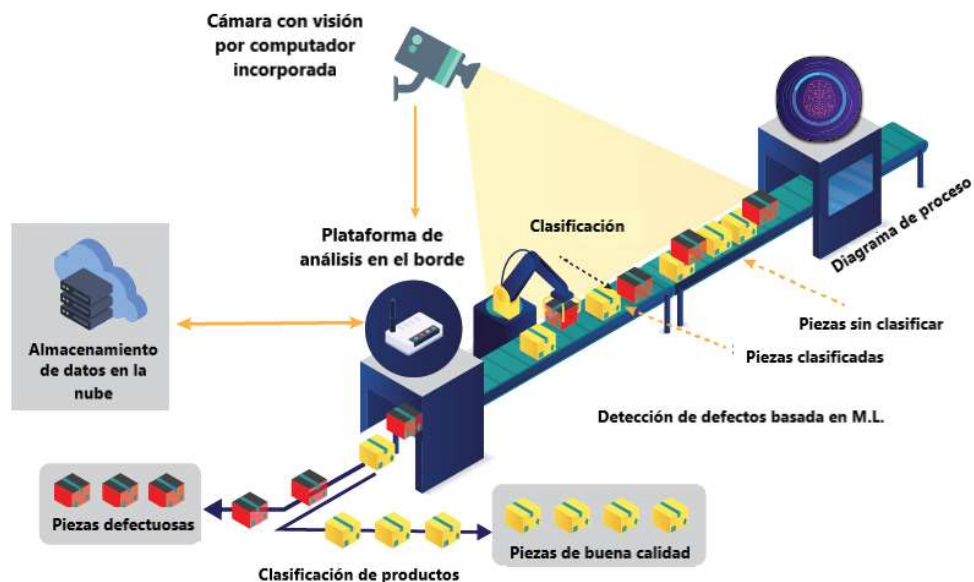 Cámara con visión
por computador
incorporada
Clasificación
Diagrama de proceso
Plataforma de
análisis en el borde
Almacenamiento
de datos en la
nube
Piezas sin clasificar
Piezas clasificadas
Detección de defectos basada en M.L.
Piezas defectuosas
Piezas de buena calidad
Clasificación de productos